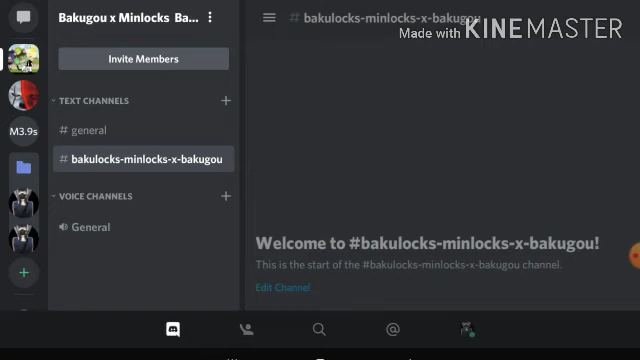 Bakugou x Minlocks Ba...
# bakulocks-minlocks-x-bakugou
Made with KINEMASTER
Invite Members
TEXT CHANNELS
# general
M3.9s
# bakulocks-minlocks-x-bakugou
VOICE CHANNELS
General
Welcome to #bakulocks-minlocks-x-bakugou!
This is the start of the #bakulocks-minlocks-x-bakugou channel.
Edit Channel